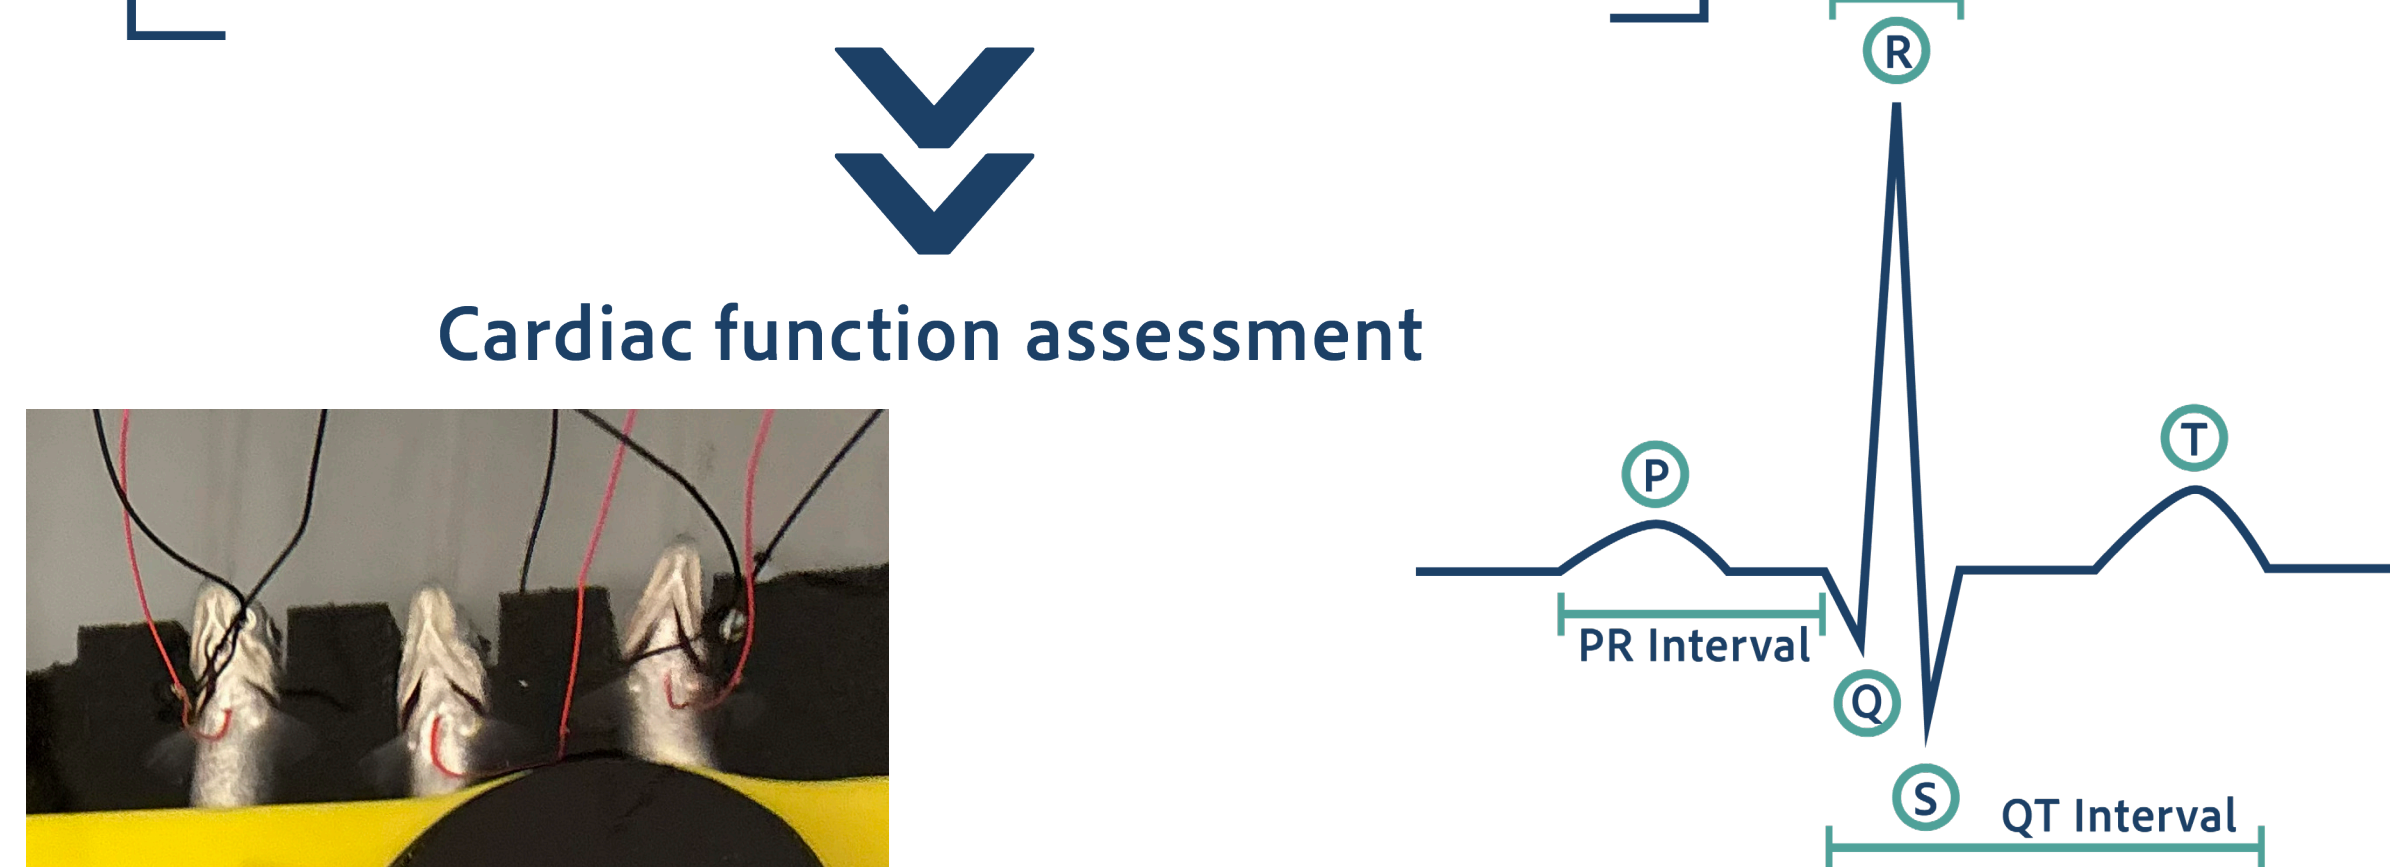 R
Cardiac function assessment
P
T
PR Interval
Q
S
QT Interval